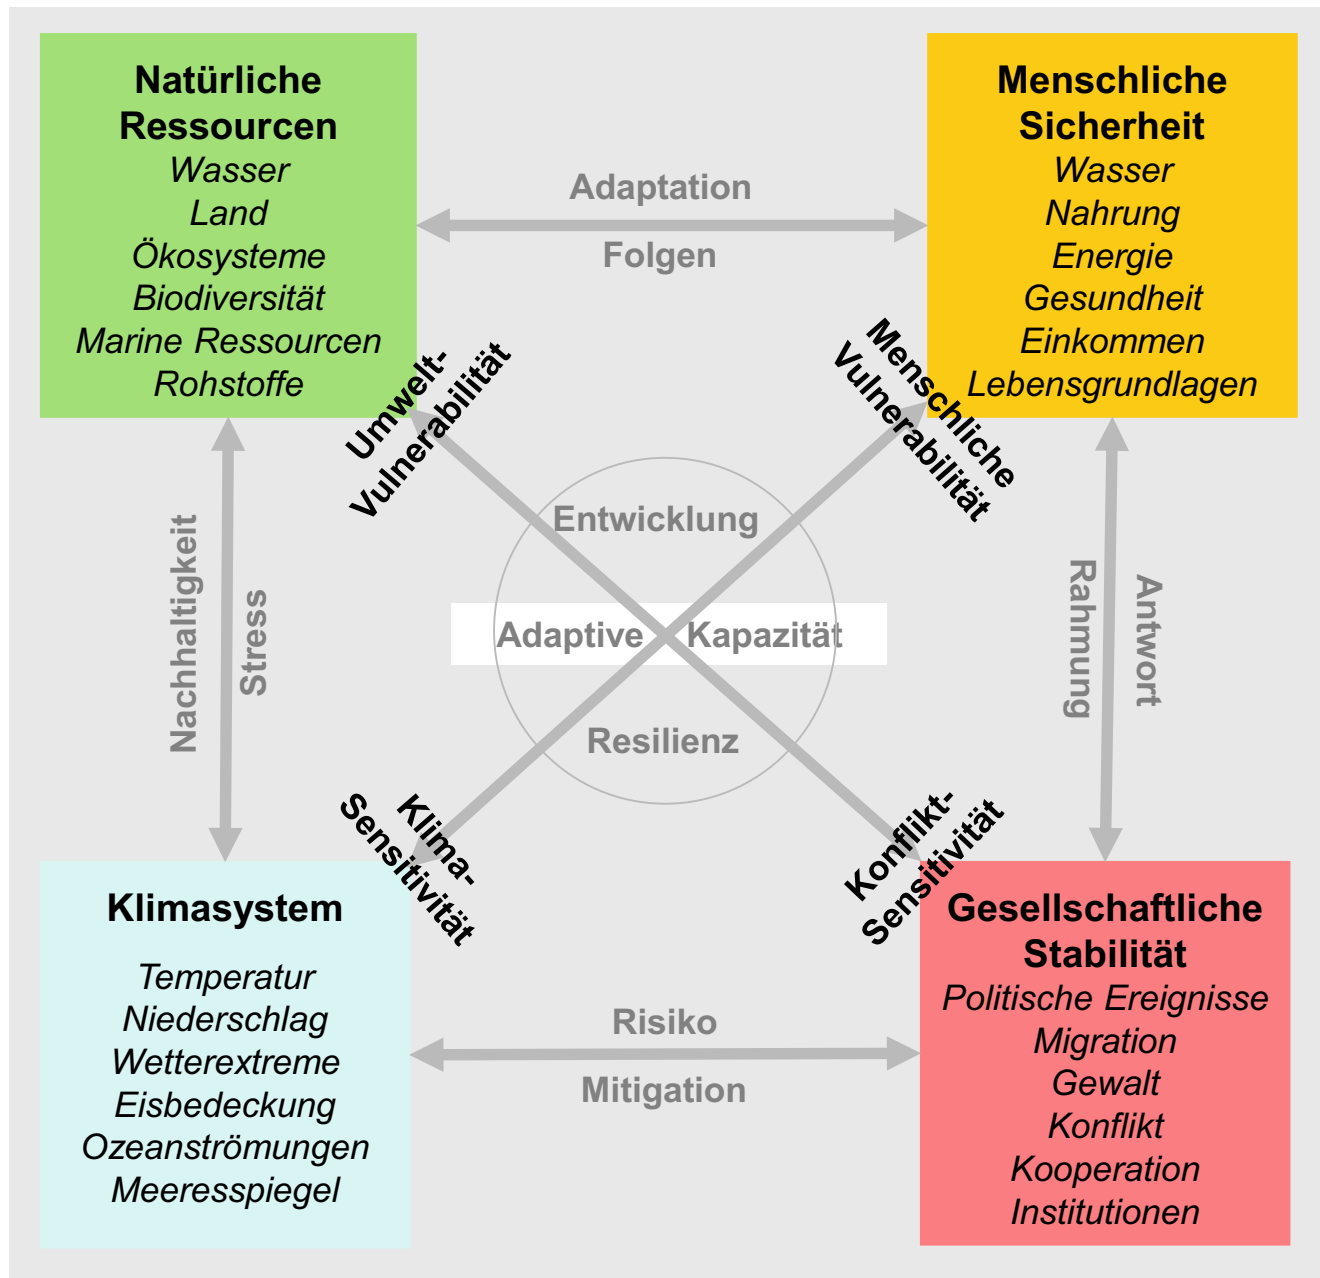 Natürliche
Ressourcen
Wasser
Land
Ökosysteme
Biodiversität
Marine Ressourcen
Rohstoffe
Adaptation
Folgen
Menschliche
Sicherheit
Wasser
Nahrung
Energie
Gesundheit
Einkommen
Lebensgrundlagen
Umwelt-
Vulnerabilität
Menschliche
Vulnerabilität
Nachhaltigkeit
Stress
Entwicklung
Adaptive Kapazität
Resilienz
Rahmung
Antwort
Klima-
Sensitivität
Konflikt-
Sensitivität
Klimasystem
Temperatur
Niederschlag
Wetterextreme
Eisbedeckung
Ozeanströmungen
Meeresspiegel
Risiko
Mitigation
Gesellschaftliche
Stabilität
Politische Ereignisse
Migration
Gewalt
Konflikt
Kooperation
Institutionen